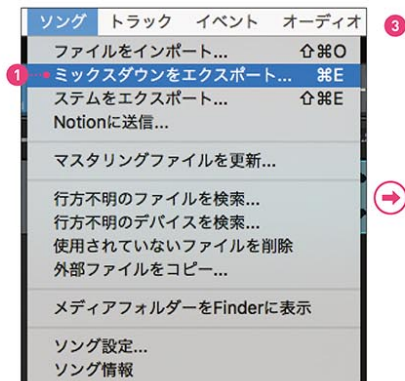 ソング トラック イベント オーディオ
3
ファイルをインポート... ⇧⌘O
1 ミックスダウンをエクスポート... ⌘E
ステムをエクスポート... ⇧⌘E
Notionに送信...
マスタリングファイルを更新...
行方不明のファイルを検索...
行方不明のデバイスを検索...
使用されていないファイルを削除
外部ファイルをコピー...
メディアフォルダーをFinderに表示
ソング設定...
ソング情報